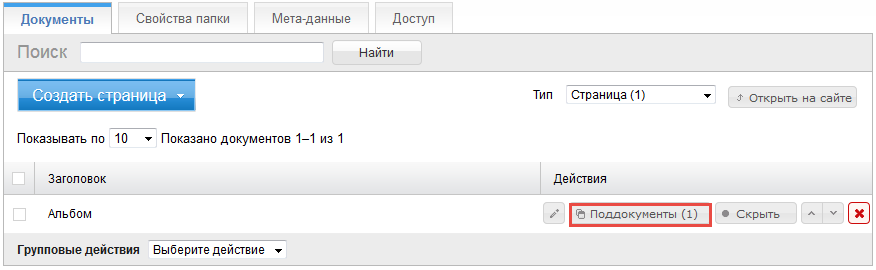 Документы Свойства папки Мета-данные Доступ
Поиск Найти
Создать страница Тип Страница (1) Открыть на сайте
Показывать по 10 Показано документов 1–1 из 1
Заголовок Действия
Альбом Поддокументы (1) Скрыть
Групповые действия Выберите действие